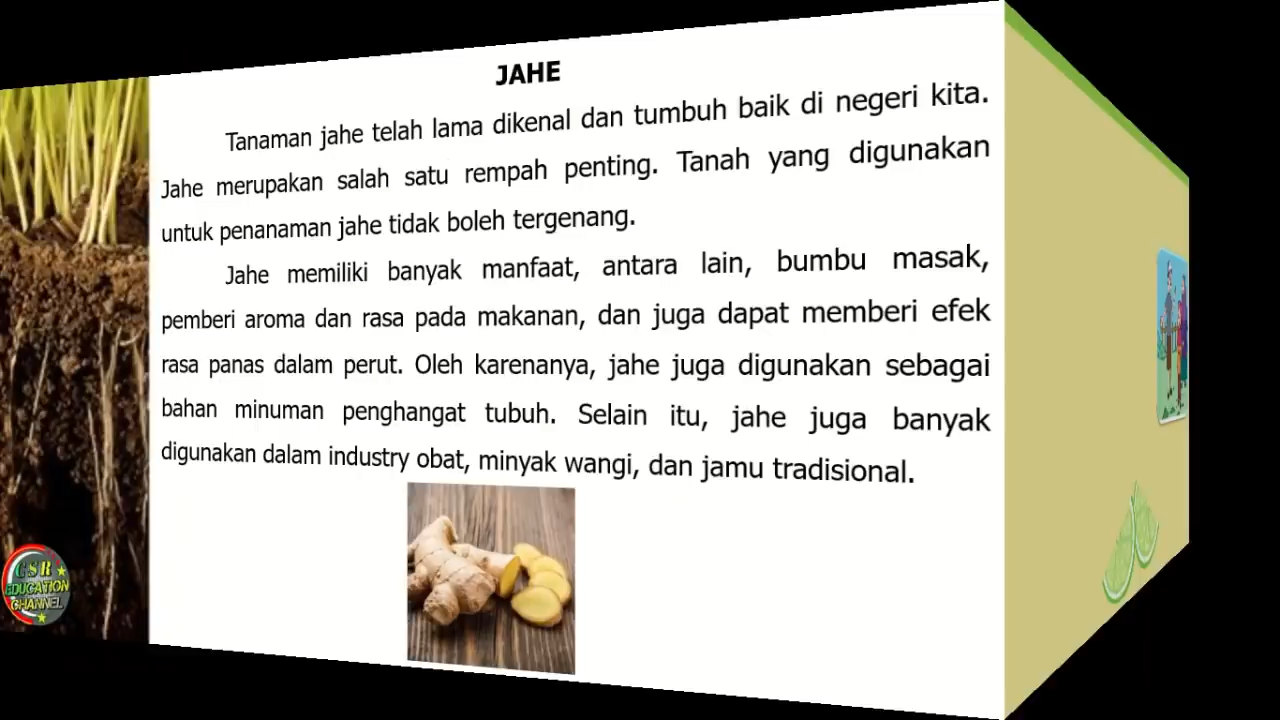 JAHE
Tanaman jahe telah lama dikenal dan tumbuh baik di negeri kita.
Jahe merupakan salah satu rempah penting. Tanah yang digunakan
untuk penanaman jahe tidak boleh tergenang.
Jahe memiliki banyak manfaat, antara lain, bumbu masak,
pemberi aroma dan rasa pada makanan, dan juga dapat memberi efek
rasa panas dalam perut. Oleh karenanya, jahe juga digunakan sebagai
bahan minuman penghangat tubuh. Selain itu, jahe juga banyak
digunakan dalam industry obat, minyak wangi, dan jamu tradisional.
GSR
EDUCATION
CHANNEL